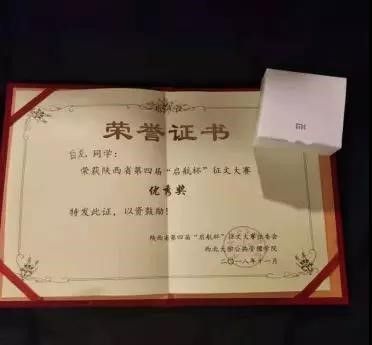 荣誉证书
同学：
荣获陕西省第四届“启航杯”征文大赛
优秀奖
特发此证，以资鼓励！
陕西省第四届“启航杯”征文大赛组委会
西北大学公共管理学院
二〇一八年十一月
MI